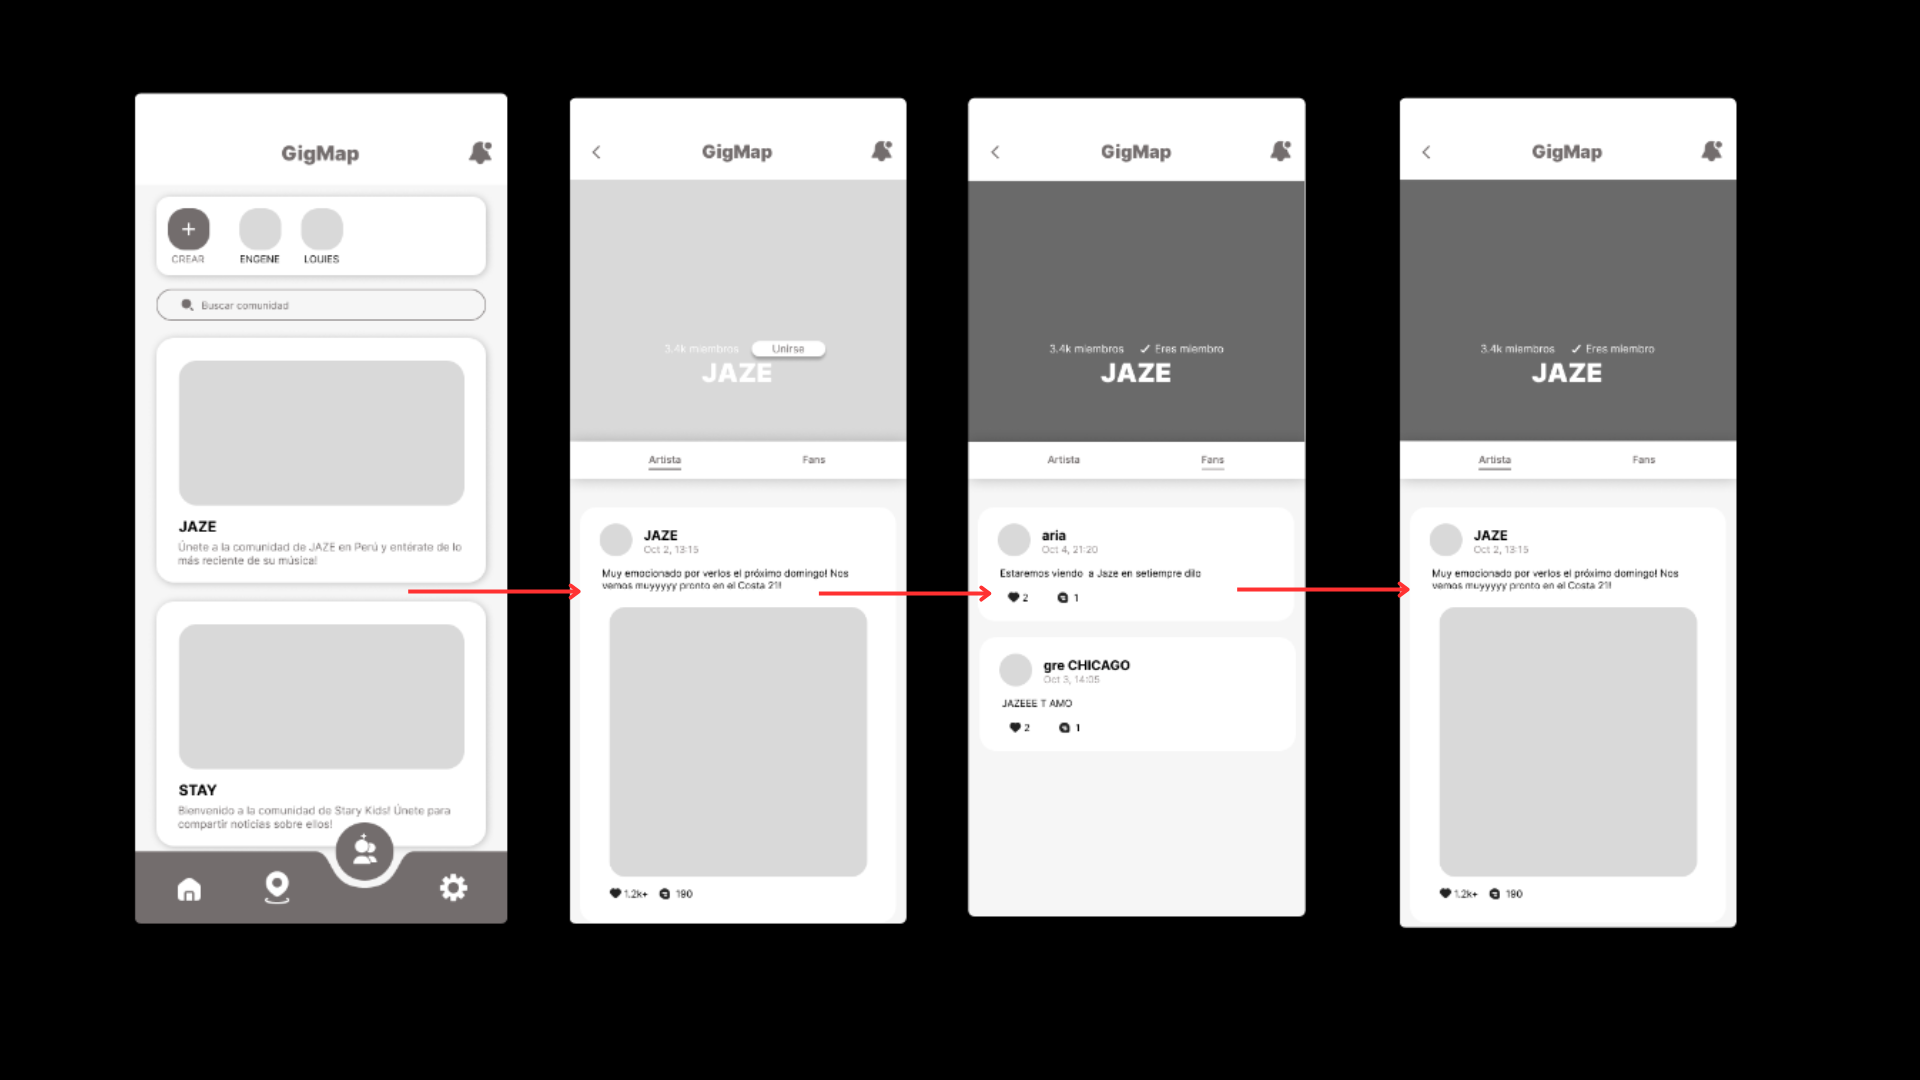 GigMap
CREAR
ENGENE
LOUIES
Buscar comunidad
JAZE
Únete a la comunidad de JAZE en Perú y entérate de lo
más reciente de su música!
STAY
Bienvenido a la comunidad de Stary Kids! Únete para
compartir noticias sobre ellos!
GigMap
3.4k miembros
Unirse
JAZE
Artista
Fans
JAZE
Oct 2, 13:15
Muy emocionado por verlos el próximo domingo! Nos
vemos muyyyyy pronto en el Costa 21!
1.2k+
190
GigMap
3.4k miembros
Eres miembro
JAZE
Artista
Fans
aria
Oct 4, 21:20
Estaremos viendo a Jaze en setiempre dilo
2
1
gre CHICAGO
Oct 3, 14:05
JAZEEE T AMO
2
1
GigMap
3.4k miembros
Eres miembro
JAZE
Artista
Fans
JAZE
Oct 2, 13:15
Muy emocionado por verlos el próximo domingo! Nos
vemos muyyyyy pronto en el Costa 21!
1.2k+
190